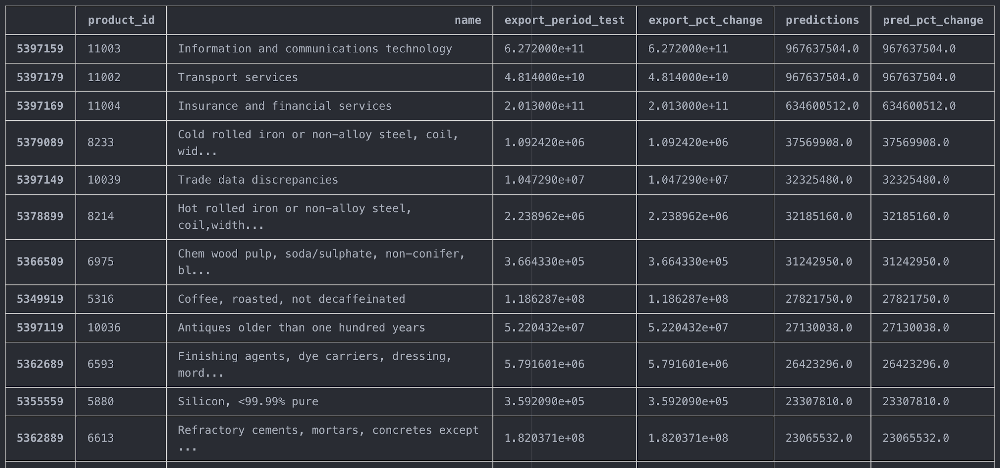 product_id name export_period_test export_pct_change predictions pred_pct_change
5397159 11003 Information and communications technology 6.272000e+11 6.272000e+11 967637504.0 967637504.0
5397179 11002 Transport services 4.814000e+10 4.814000e+10 967637504.0 967637504.0
5397169 11004 Insurance and financial services 2.013000e+11 2.013000e+11 634600512.0 634600512.0
5379089 8233 Cold rolled iron or non-alloy steel, coil, 1.092420e+06 1.092420e+06 37569908.0 37569908.0
wid...
5397149 10039 Trade data discrepancies 1.047290e+07 1.047290e+07 32325480.0 32325480.0
5378899 8214 Hot rolled iron or non-alloy steel, 2.238962e+06 2.238962e+06 32185160.0 32185160.0
coil,width...
5366509 6975 Chem wood pulp, soda/sulphate, non-conifer, 3.664330e+05 3.664330e+05 31242950.0 31242950.0
bl...
5349919 5316 Coffee, roasted, not decaffeinated 1.186287e+08 1.186287e+08 27821750.0 27821750.0
5397119 10036 Antiques older than one hundred years 5.220432e+07 5.220432e+07 27130038.0 27130038.0
5362689 6593 Finishing agents, dye carriers, dressing, 5.791601e+06 5.791601e+06 26423296.0 26423296.0
mord...
5355559 5880 Silicon, <99.99% pure 3.592090e+05 3.592090e+05 23307810.0 23307810.0
5362889 6613 Refractory cements, mortars, concretes except 1.820371e+08 1.820371e+08 23065532.0 23065532.0
...